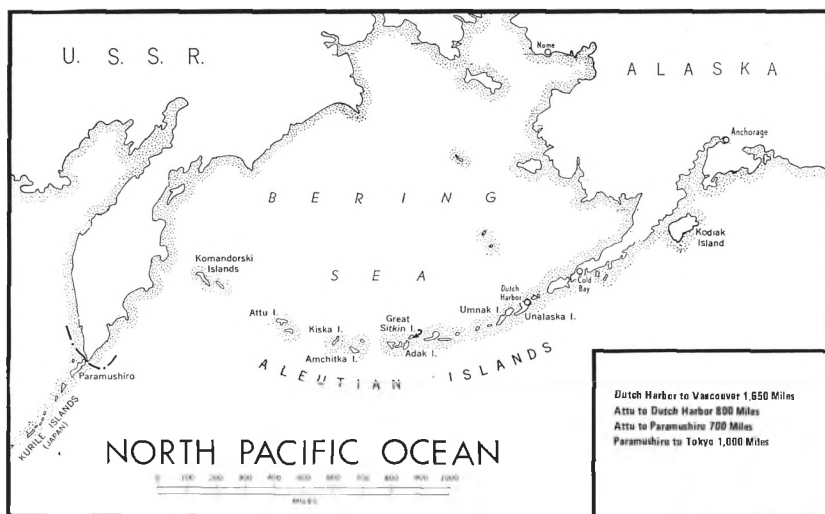 U. S. S. R.
Nome
ALASKA
Anchorage
BERING
Kodiak
Island
Komandorski
Islands
SEA
Cold
Bay
Dutch
Harbor
Attu I.
Kiska I.
Great
Sitkin I.
Umnak I.
Unalaska I.
Amchitka I.
Adak I.
Paramushiro
ALEUTIAN ISLANDS
KURILE ISLANDS
(JAPAN)
Dutch Harbor to Vancouver 1,650 Miles
Attu to Dutch Harbor 800 Miles
Attu to Paramushiro 700 Miles
Paramushiro to Tokyo 1,000 Miles
NORTH PACIFIC OCEAN
0 100 200 300 400 500 600 700 800 900 1000
MILES